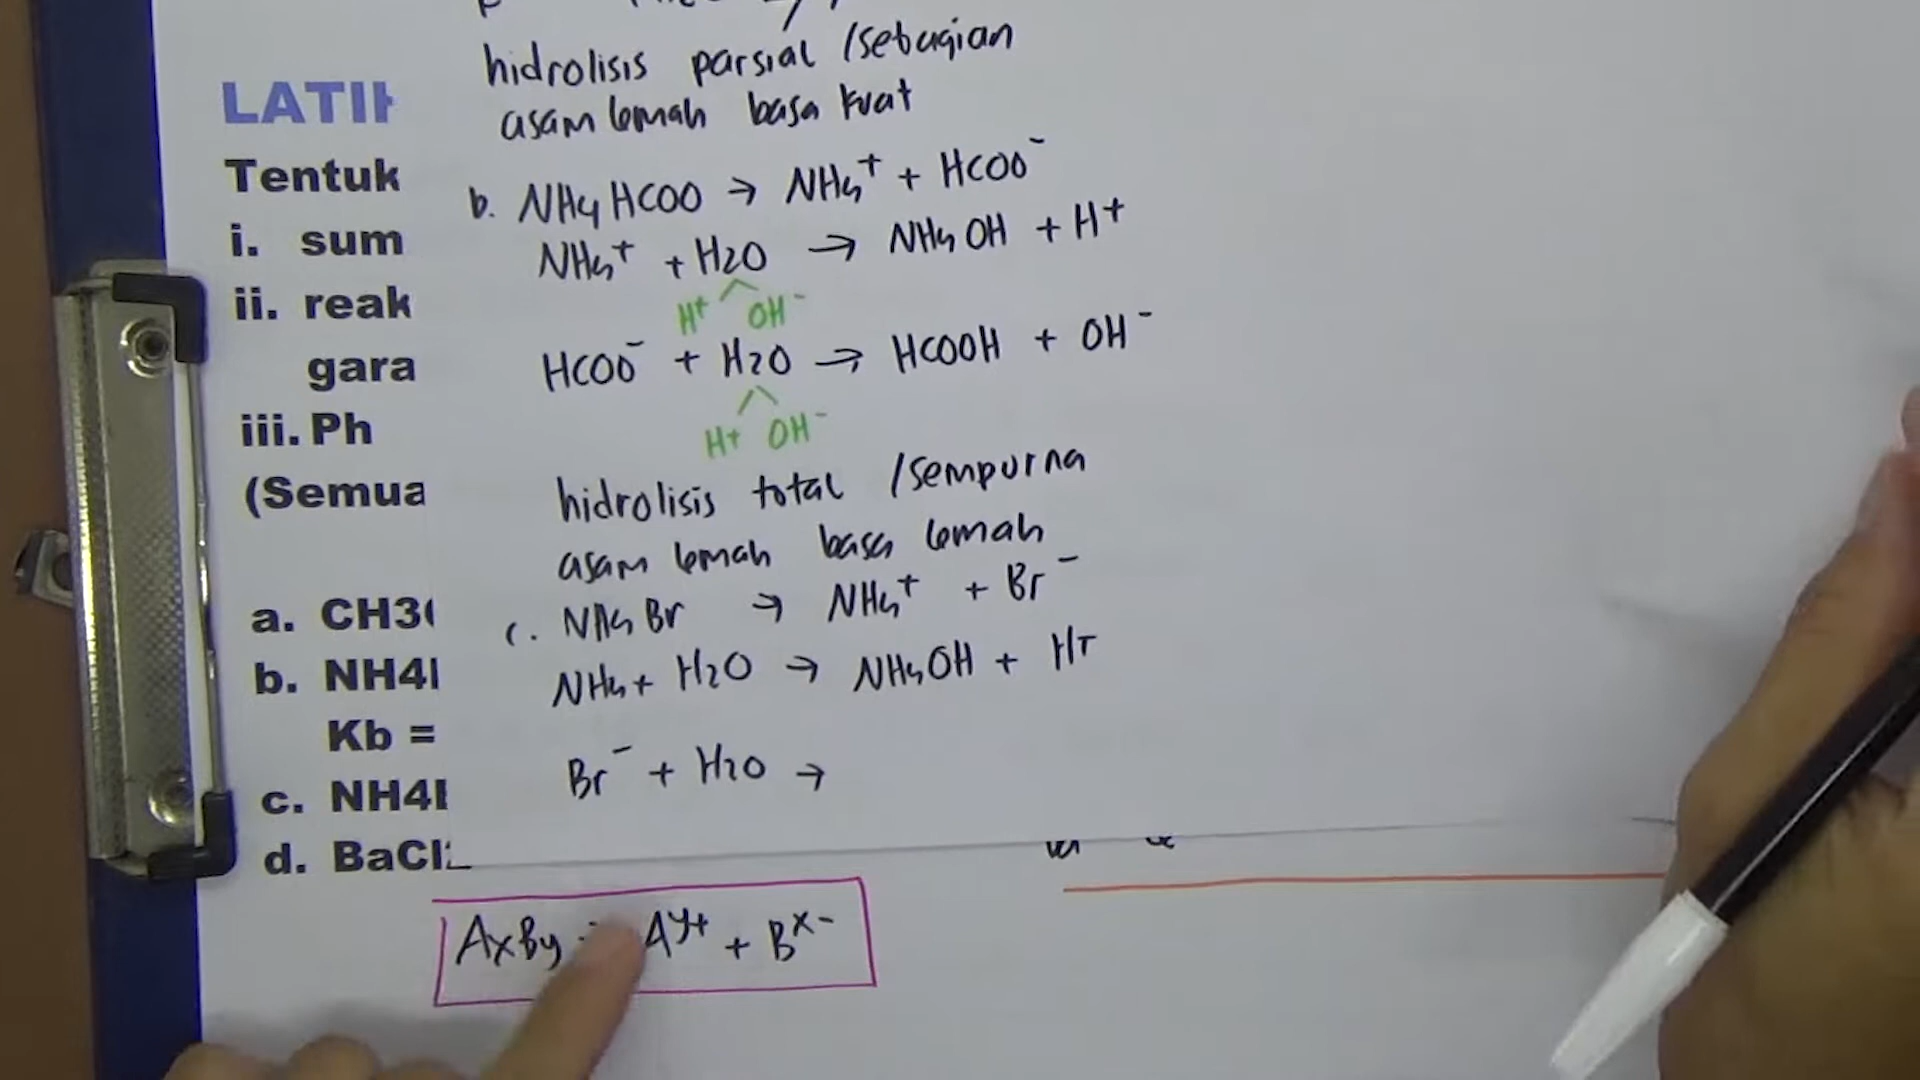 hidrolisis parsial /sebagian
asam lemah basa kuat
LATIH
Tentuk
i. sum
ii. reak
gara
iii. Ph
(Semua
a. CH3(
b. NH4
Kb =
c. NH4
d. BaCl2
b. NH4HCOO → NH4+ + HCOO-
NH4+ + H2O → NH4OH + H+
H+ OH-
HCOO- + H2O → HCOOH + OH-
H+ OH-
hidrolisis total /sempurna
asam lemah basa lemah
c. NH4Br → NH4+ + Br-
NH4+ H2O → NH4OH + H+
Br- + H2O →
AxBy Ay+ + Bx-